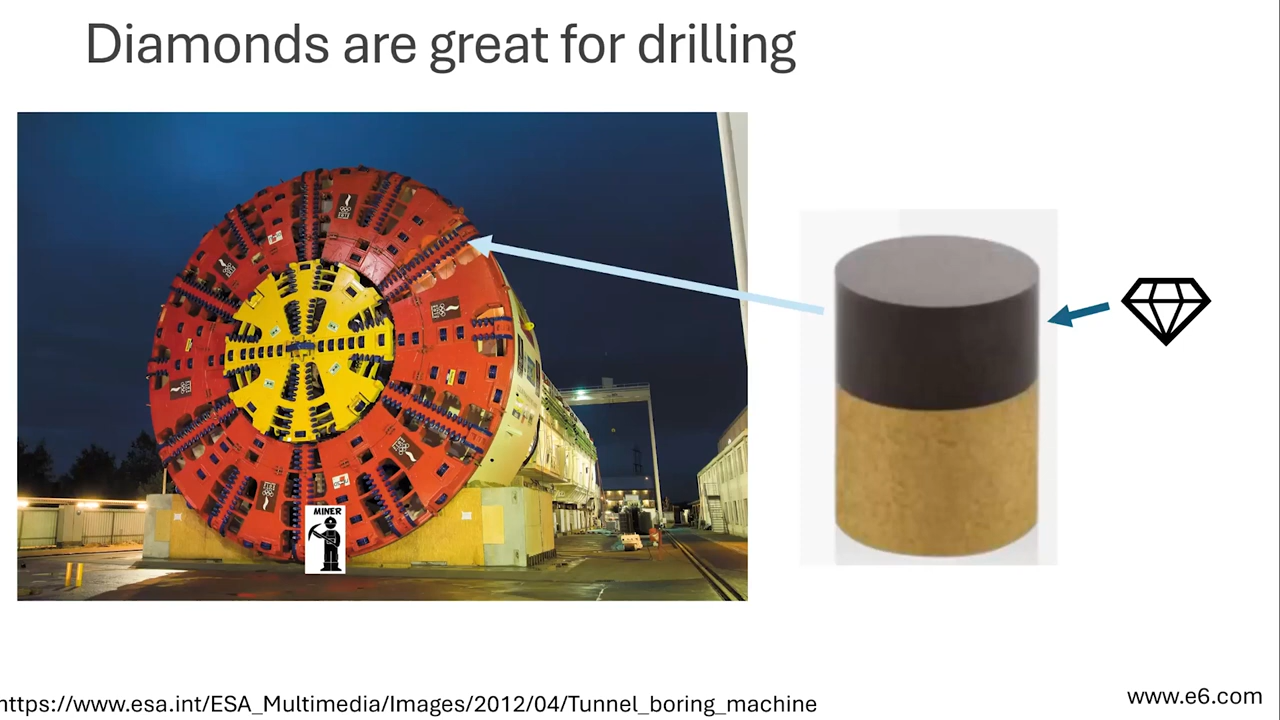 Diamonds are great for drilling
MINER
https://www.esa.int/ESA_Multimedia/Images/2012/04/Tunnel_boring_machine
www.e6.com